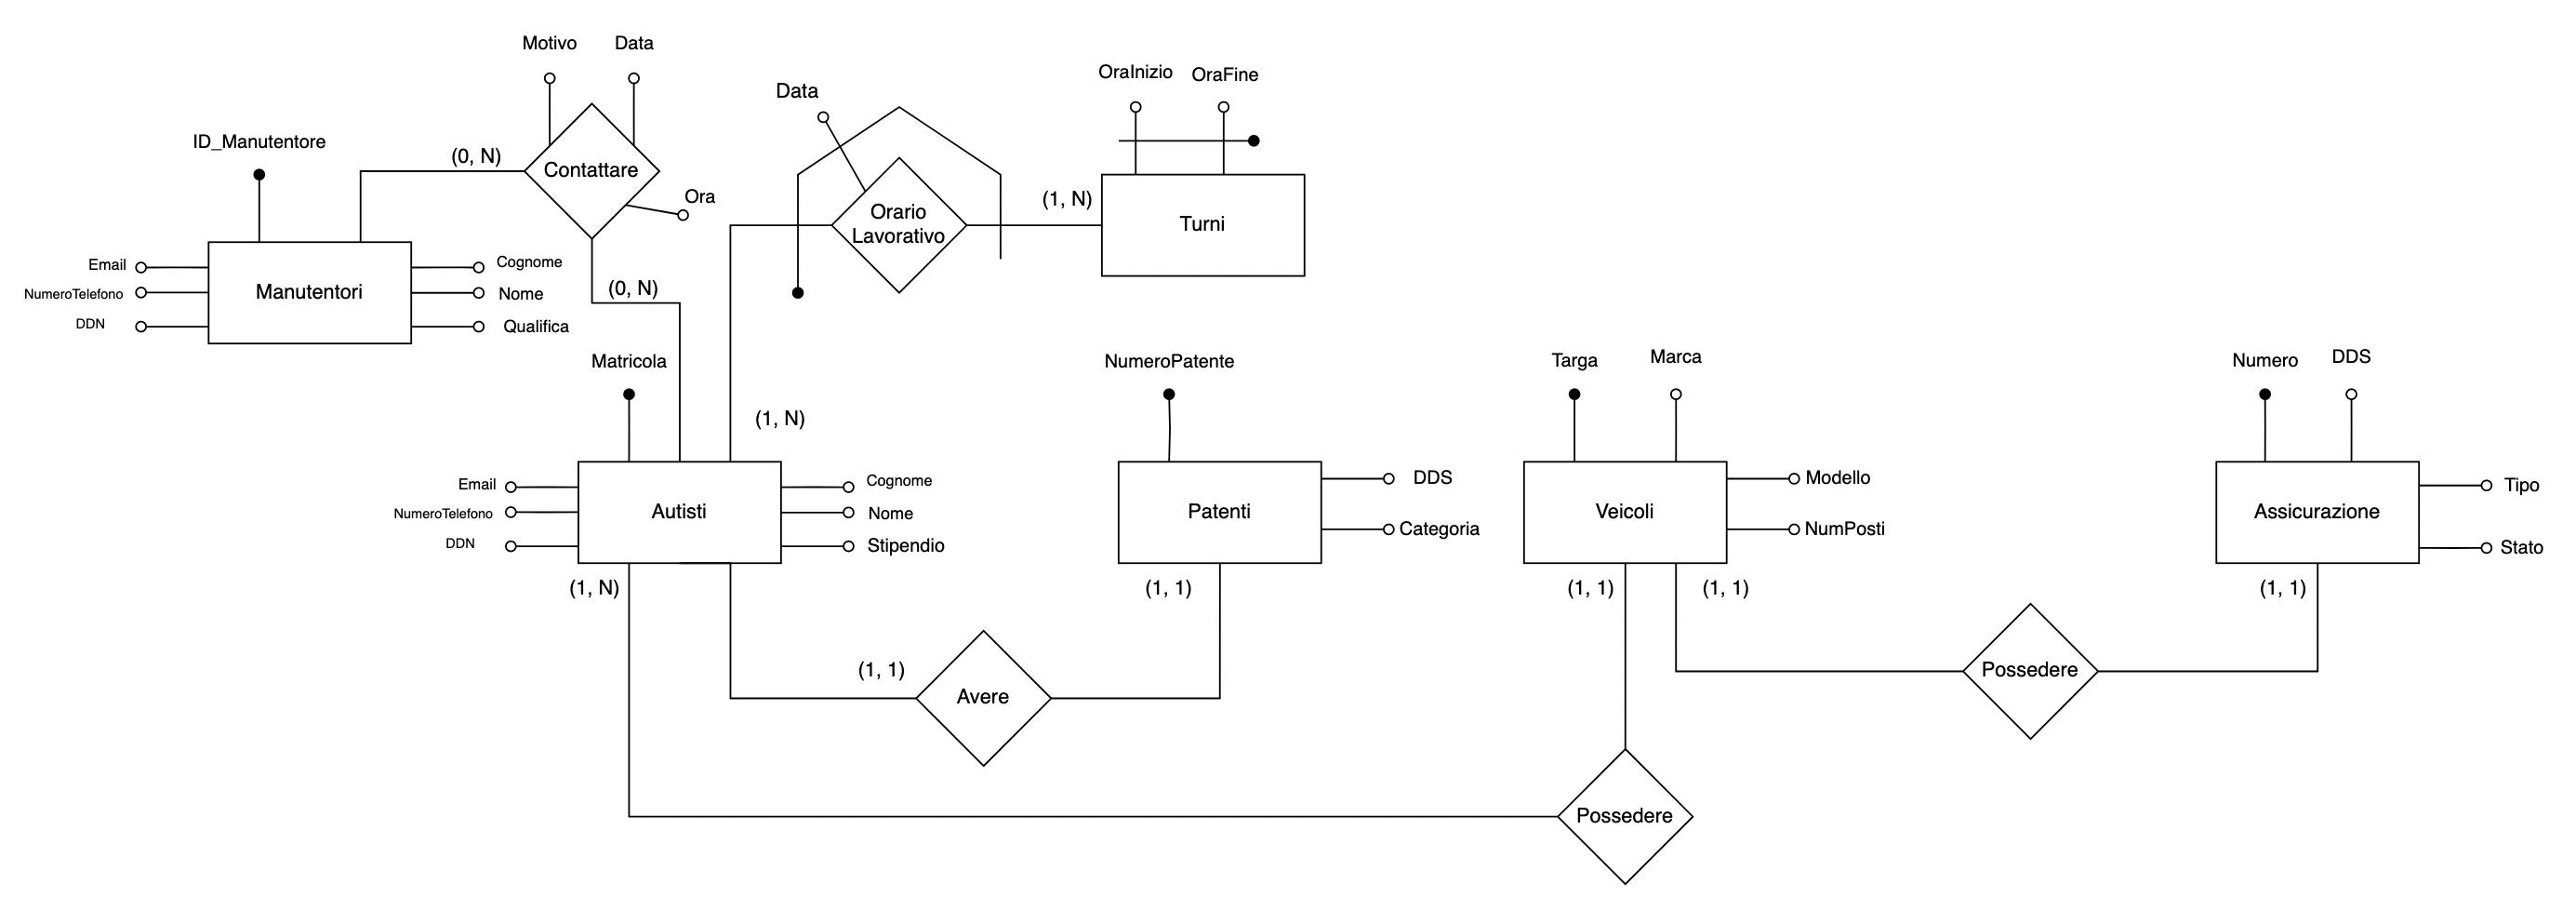 Motivo
Data
Contattare
Ora
(0, N)
(0, N)
ID_Manutentore
Manutentori
Email
NumeroTelefono
DDN
Cognome
Nome
Qualifica
Data
Orario
Lavorativo
(1, N)
(1, N)
OraInizio
OraFine
Turni
Matricola
Autisti
Email
NumeroTelefono
DDN
Cognome
Nome
Stipendio
(1, N)
(1, 1)
Avere
NumeroPatente
Patenti
DDS
Categoria
(1, 1)
Targa
Marca
Veicoli
Modello
NumPosti
(1, 1)
(1, 1)
Possedere
Possedere
Numero
DDS
Assicurazione
Tipo
Stato
(1, 1)